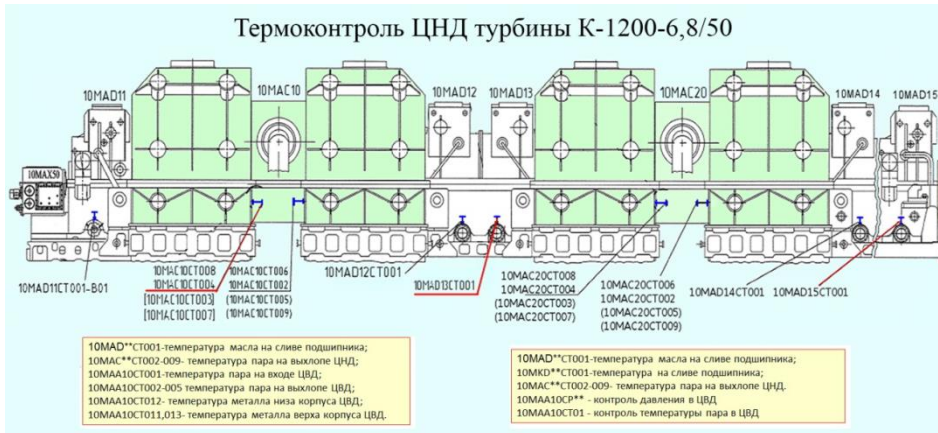 Термоконтроль ЦНД турбины К-1200-6,8/50
10MAD11
10MAC10
10MAD12
10MAD13
10MAC20
10MAD14
10MAD15
10MAX50
10MAD11CT001-B01
10MAC10CT008
10MAC10CT004
[10MAC10CT003]
[10MAC10CT007]
10MAC10CT006
10MAC10CT002
(10MAC10CT005)
(10MAC10CT009)
10MAD12CT001
10MAD13CT001
10MAC20CT008
10MAC20CT004
(10MAC20CT003)
(10MAC20CT007)
10MAC20CT006
10MAC20CT002
(10MAC20CT005)
(10MAC20CT009)
10MAD14CT001
10MAD15CT001
10MAD**CT001-температура масла на сливе подшипника;
10MAC**CT002-009- температура пара на выхлопе ЦНД;
10MAA10CT001-температура пара на входе ЦВД;
10MAA10CT002-005 температура пара на выхлопе ЦВД;
10MAA10CT012- температура металла низа корпуса ЦВД;
10MAA10CT011,013- температура металла верха корпуса ЦВД.
10MAD**CT001-температура масла на сливе подшипника;
10MKD**CT001-температура на сливе подшипника;
10MAC**CT002-009- температура пара на выхлопе ЦНД.
10MAA10CP** - контроль давления в ЦВД
10MAA10CT01 - контроль температуры пара в ЦВД